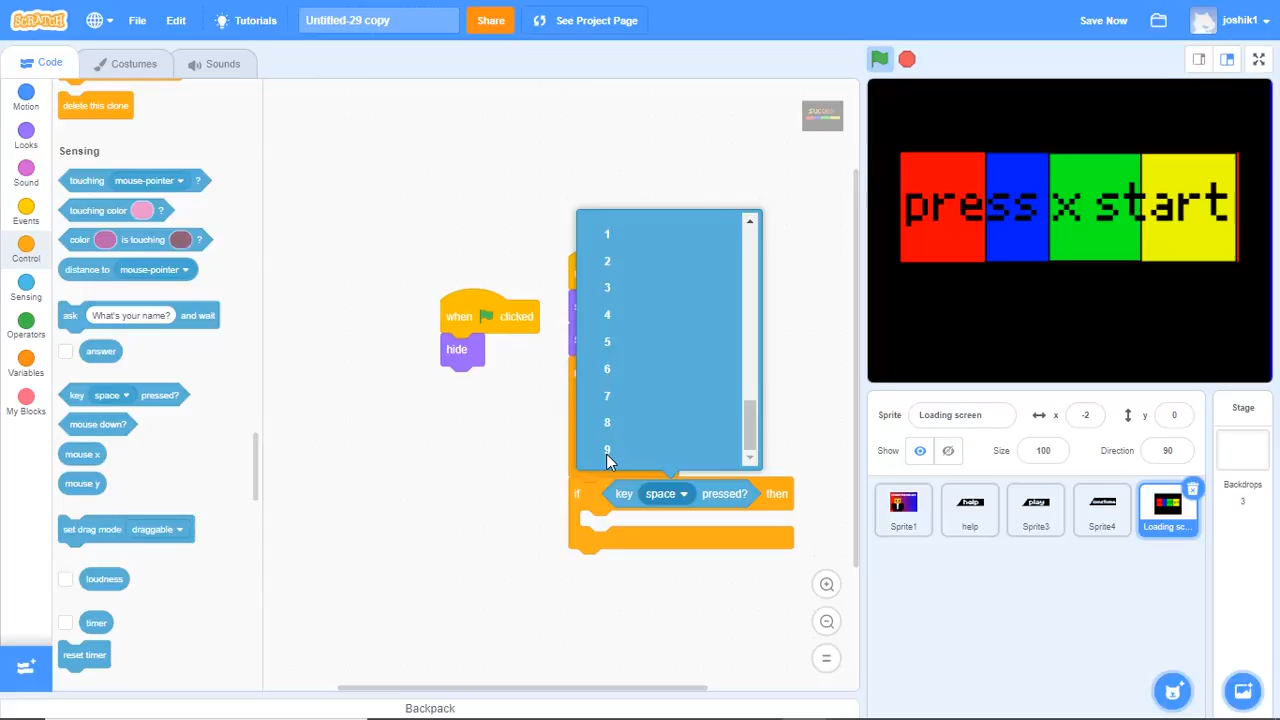 SCRATCH
File
Edit
Tutorials
Untitled-29 copy
Share
See Project Page
Save Now
joshik1
Code
Costumes
Sounds
Motion
Looks
Sound
Events
Control
Sensing
Operators
Variables
My Blocks
delete this clone
Sensing
touching mouse-pointer ?
touching color ?
color is touching ?
distance to mouse-pointer
ask What's your name? and wait
answer
key space pressed?
mouse down?
mouse x
mouse y
set drag mode draggable
loudness
timer
reset timer
when clicked
hide
1
2
3
4
5
6
7
8
9
if key space pressed? then
Backpack
press x start
Sprite
Loading screen
x
-2
y
0
Show
Size
100
Direction
90
Sprite1
help
help
play
Sprite3
Sprite4
Loading sc...
Stage
Backdrops
3